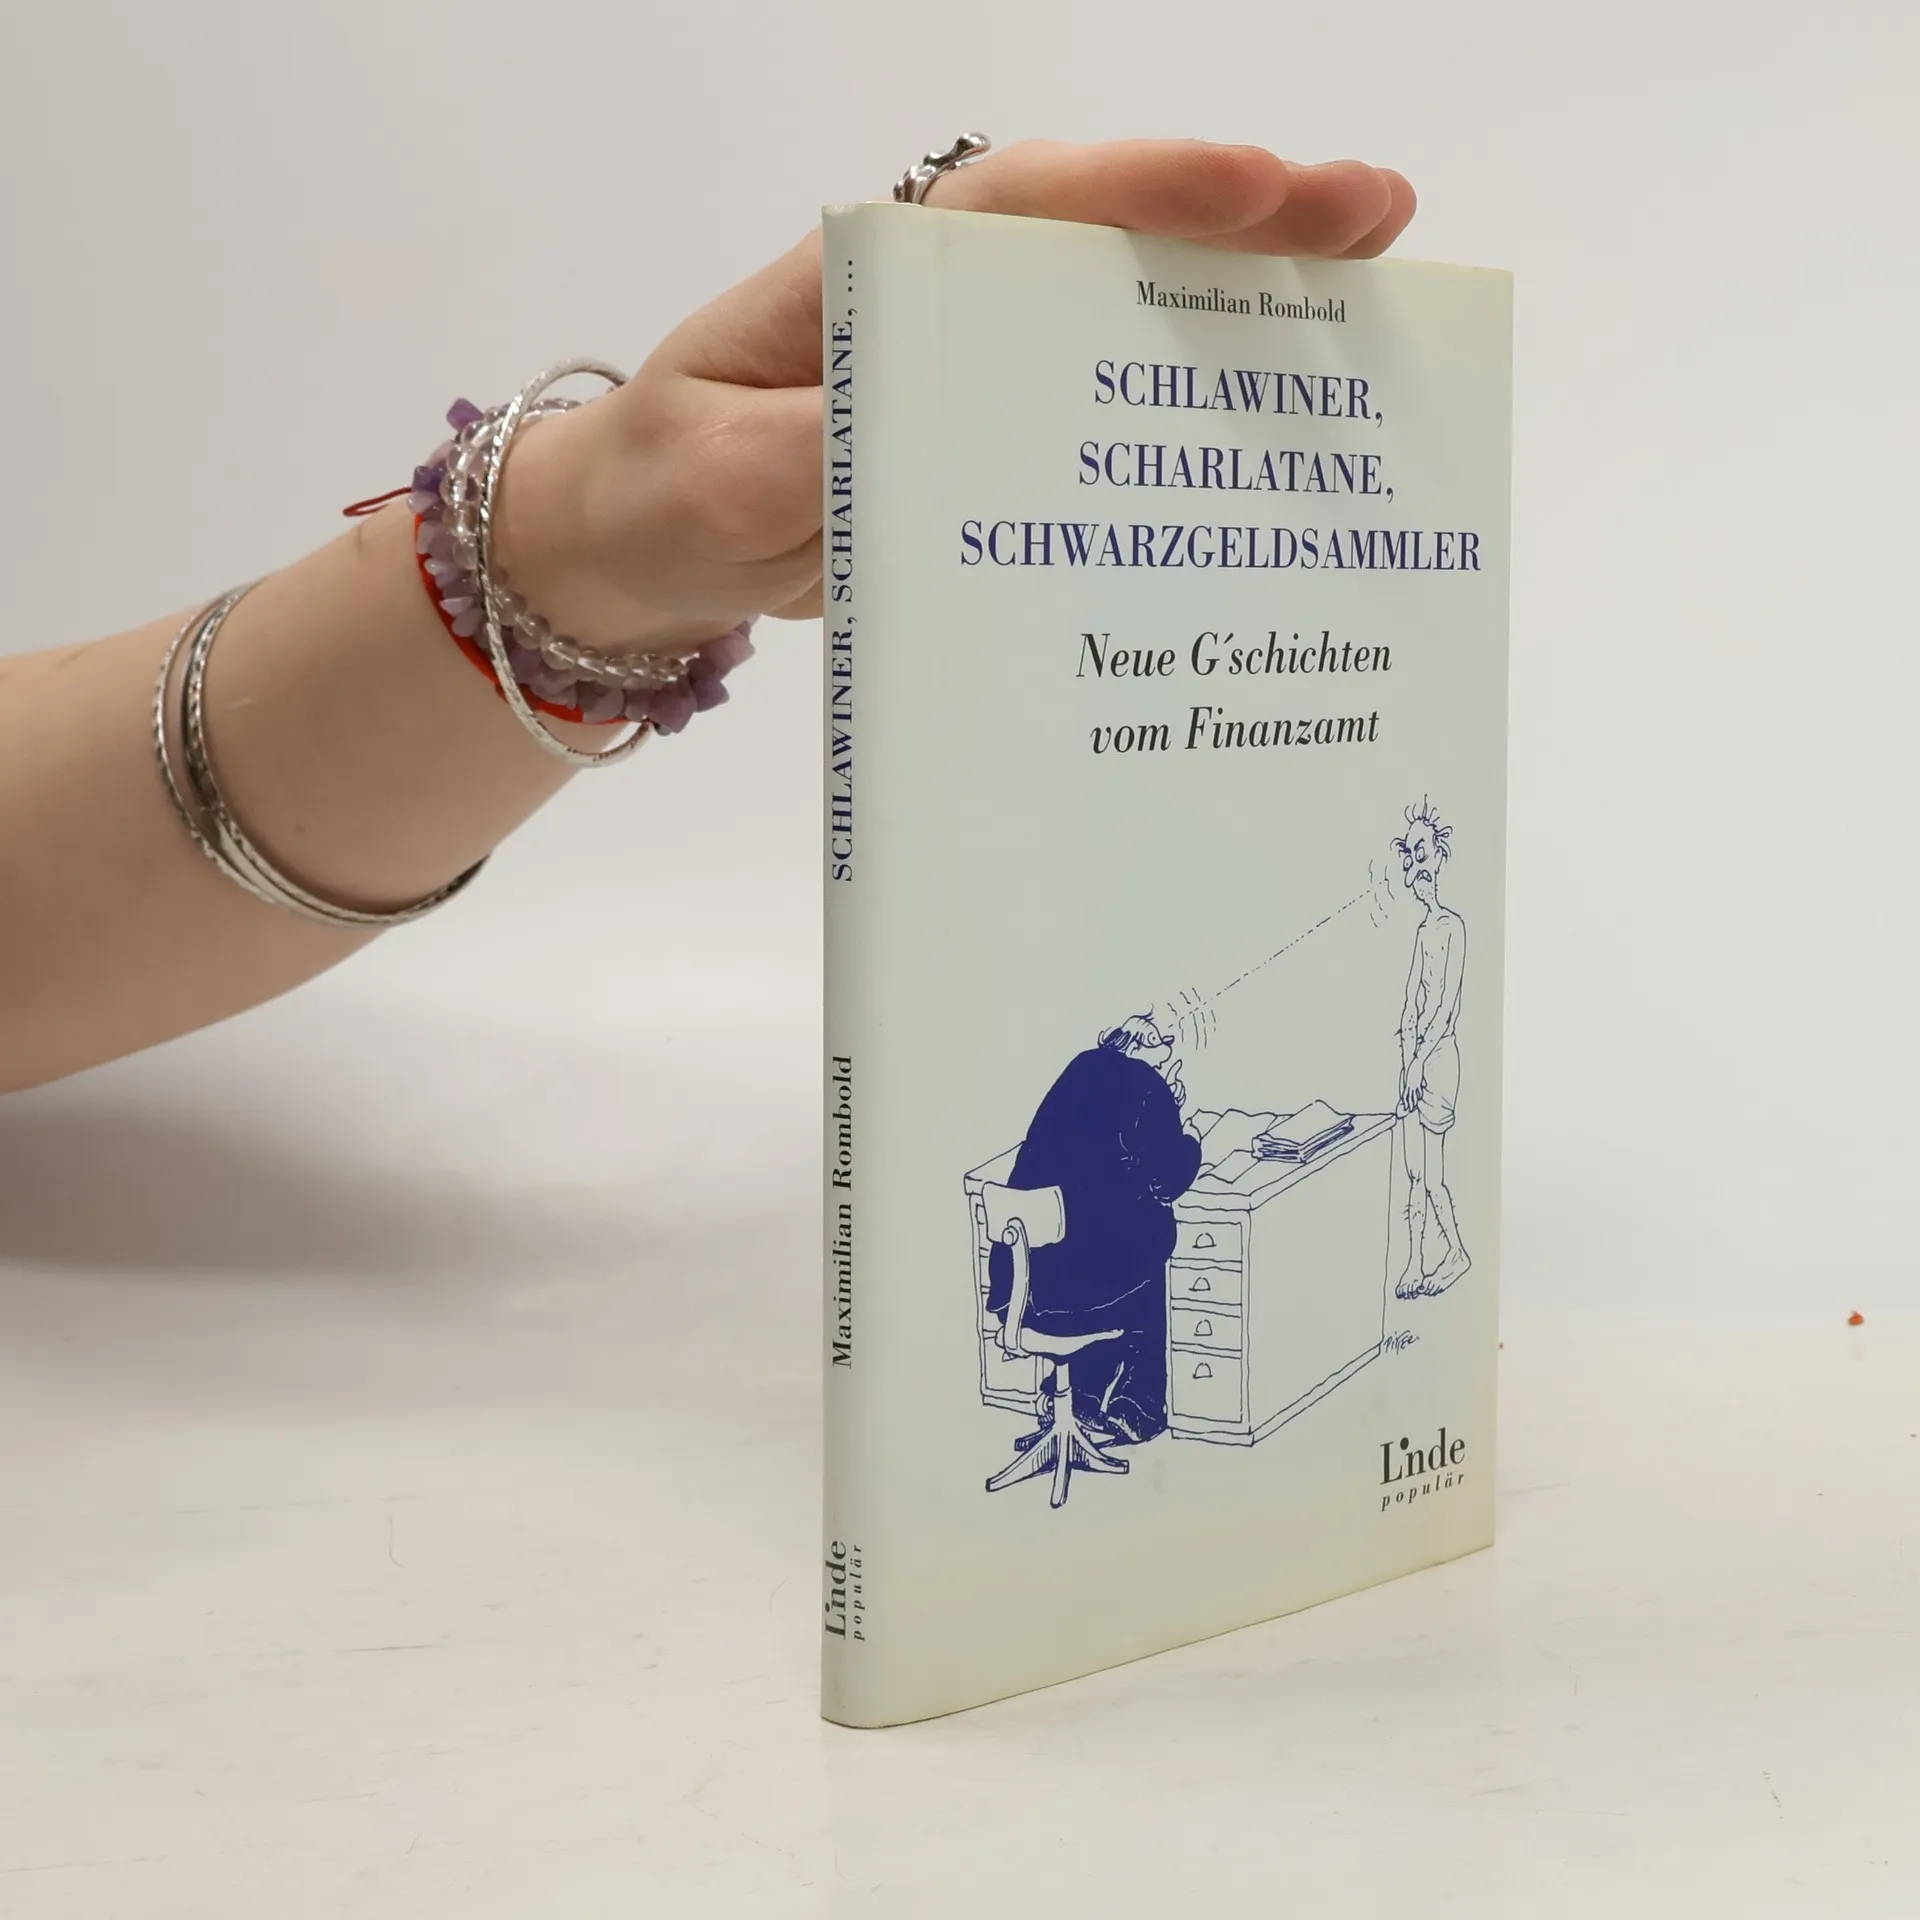 Maximilian Rombold
SCHLAWINER,
SCHARLATANE,
SCHWARZGELDSAMMLER
Neue G´schichten
vom Finanzamt
Linde
populär
SCHLAWINER, SCHARLATANE, ...
Maximilian Rombold
Linde
populär